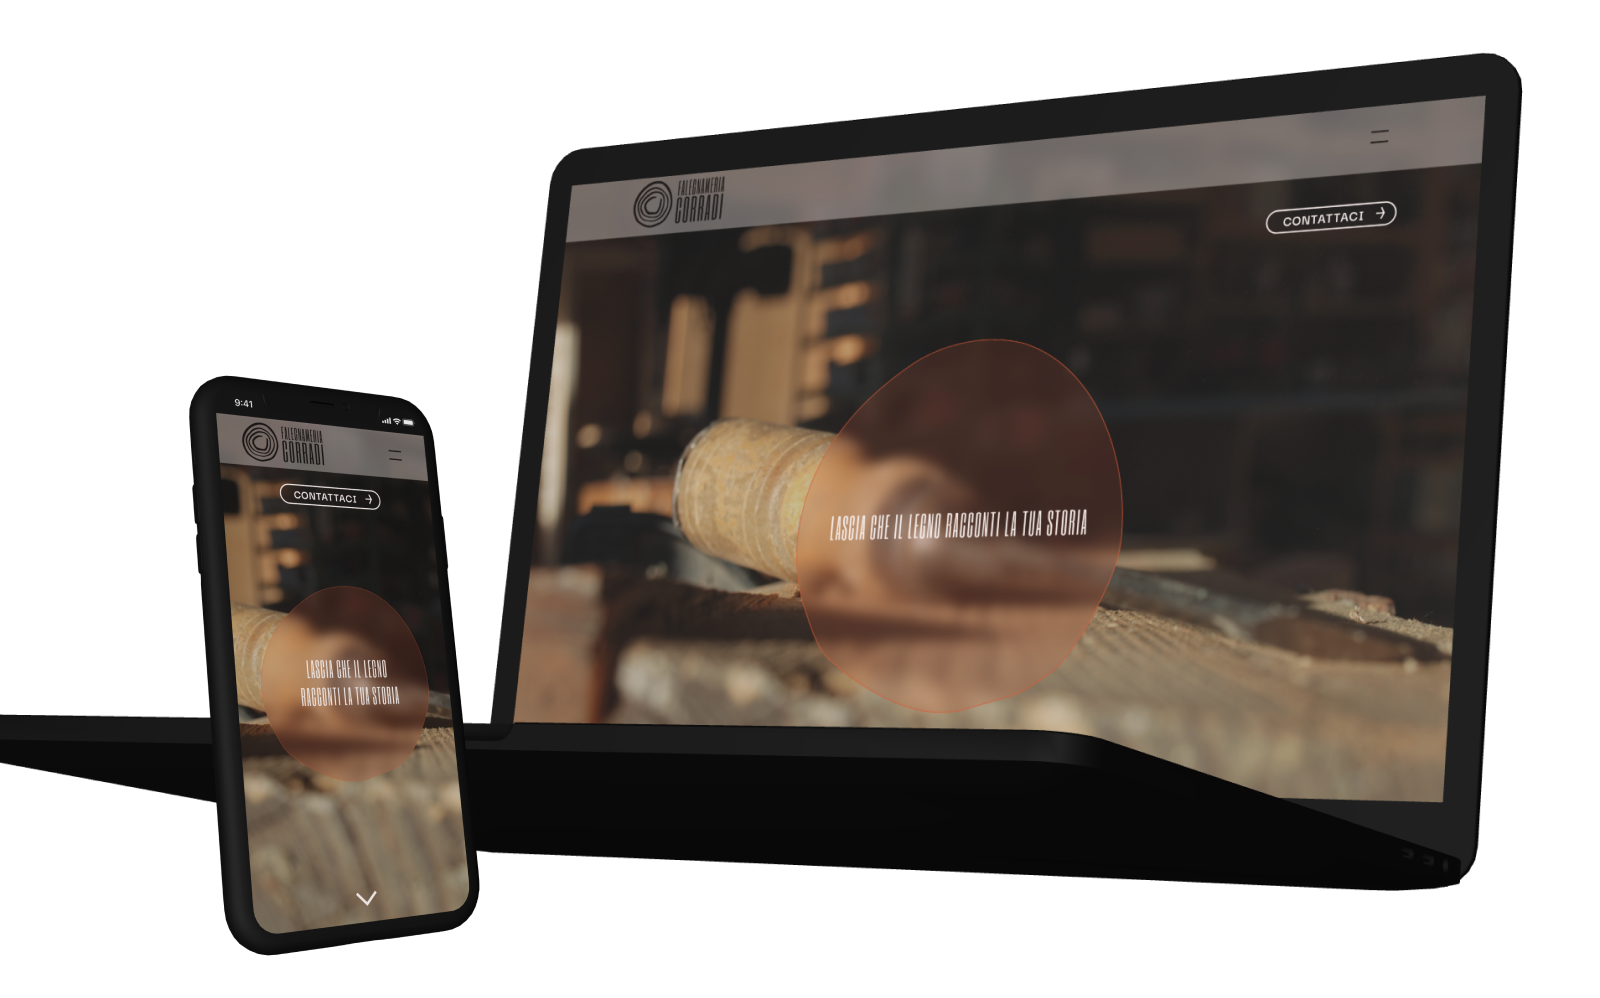 FALEGNAMERIA
CORRADI
CONTATTACI
LASCIA CHE IL LEGNO RACCONTI LA TUA STORIA
9:41
FALEGNAMERIA
CORRADI
CONTATTACI
LASCIA CHE IL LEGNO
RACCONTI LA TUA STORIA